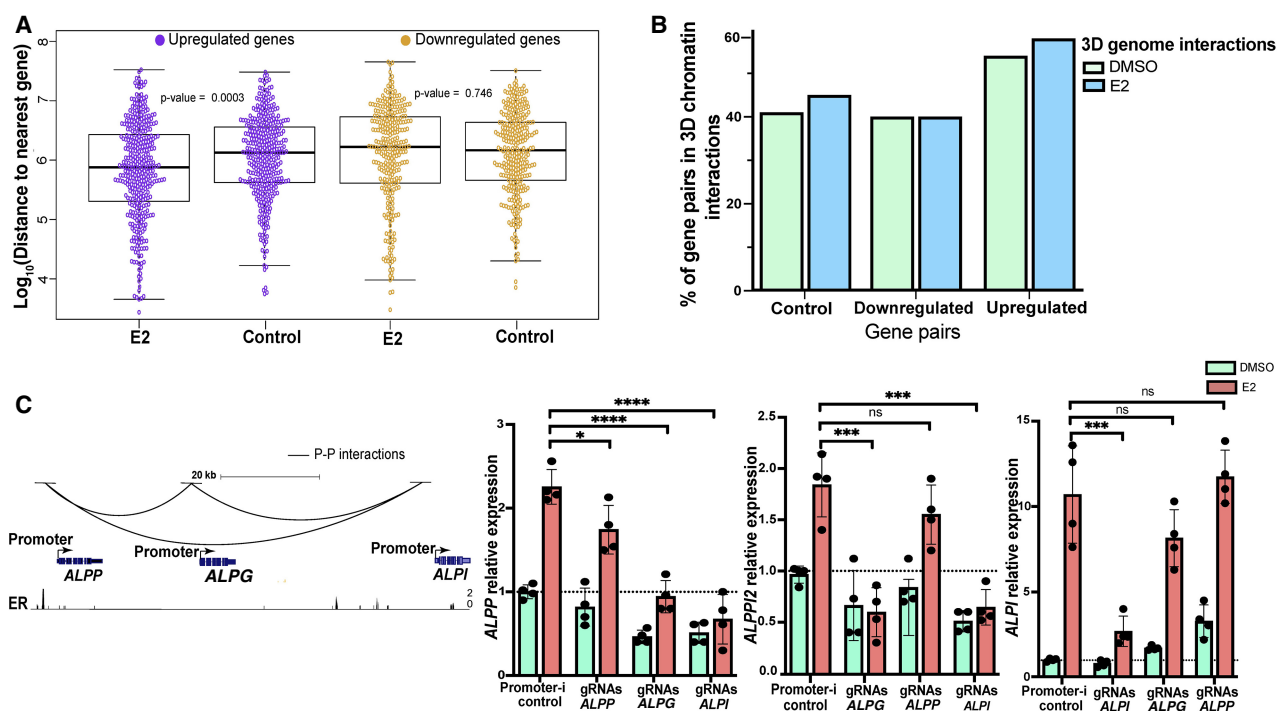 A
Log10(Distance to nearest gene)
8
7
6
5
4
Upregulated genes
Downregulated genes
p-value = 0.0003
p-value = 0.746
E2
Control
E2
Control
B
% of gene pairs in 3D chromatin
interactions
60
40
20
0
3D genome interactions
DMSO
E2
Control
Downregulated
Upregulated
Gene pairs
C
P-P interactions
20 kb
Promoter
ALPP
Promoter
ALPG
Promoter
ALPI
ER
2
0
ALPP relative expression
3
2
1
0
****
****
*
Promoter-i
control
gRNAs
ALPP
gRNAs
ALPG
gRNAs
ALPI
ALPPl2 relative expression
2.5
2.0
1.5
1.0
0.5
0.0
***
ns
***
Promoter-i
control
gRNAs
ALPG
gRNAs
ALPP
gRNAs
ALPI
DMSO
E2
ALPI relative expression
15
10
5
0
ns
ns
***
Promoter-i
control
gRNAs
ALPI
gRNAs
ALPG
gRNAs
ALPP